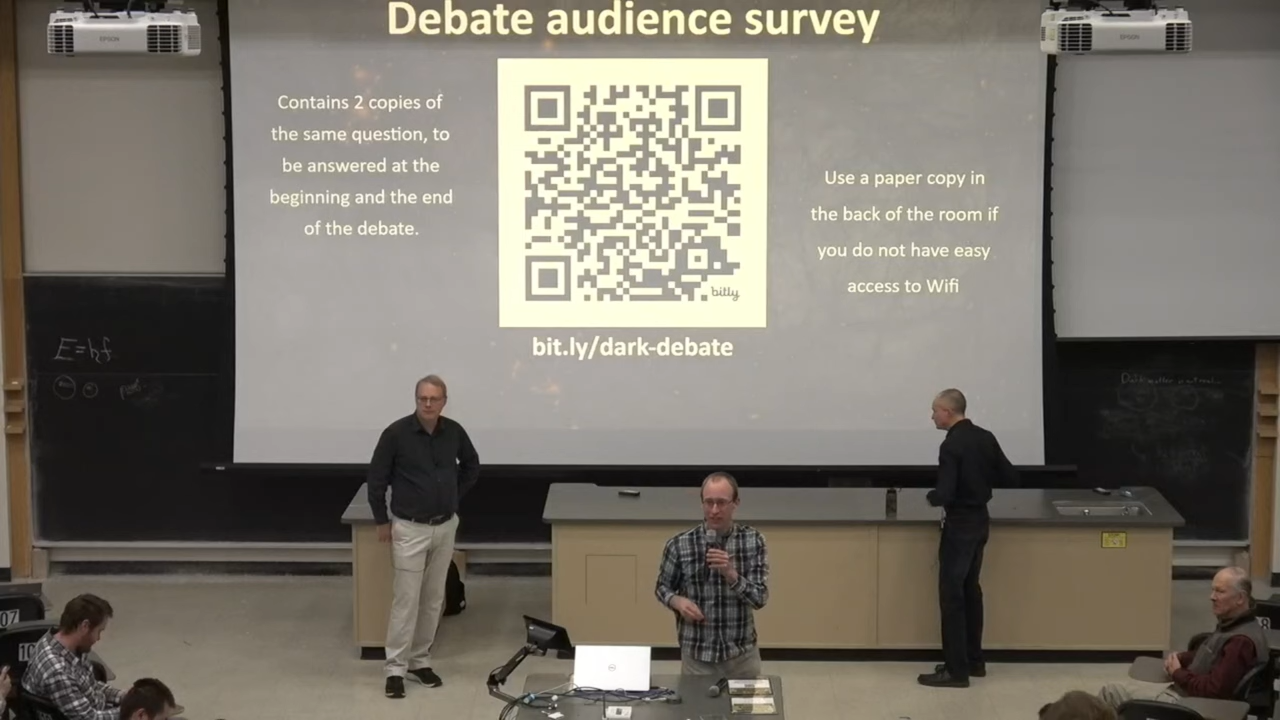 Debate audience survey
EPSON
EPSON
Contains 2 copies of
the same question, to
be answered at the
beginning and the end
of the debate.
Use a paper copy in
the back of the room if
you do not have easy
access to Wifi
bitly
bit.ly/dark-debate
E=hf
07